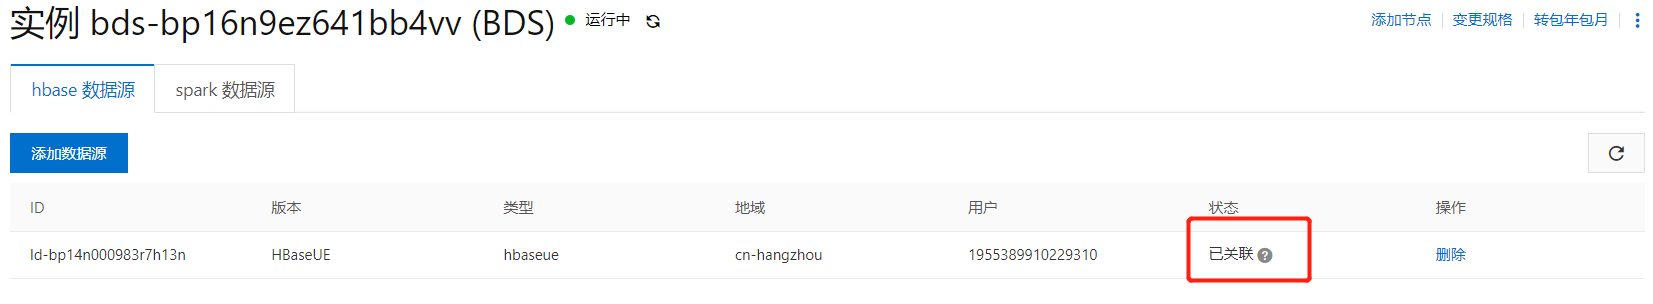 实例 bds-bp16n9ez641bb4vv (BDS) 运行中 添加节点 变更规格 转包年包月
hbase 数据源 spark 数据源
添加数据源
ID 版本 类型 地域 用户 状态 操作
ld-bp14n000983r7h13n HBaseUE hbaseue cn-hangzhou 1955389910229310 已关联 ? 删除